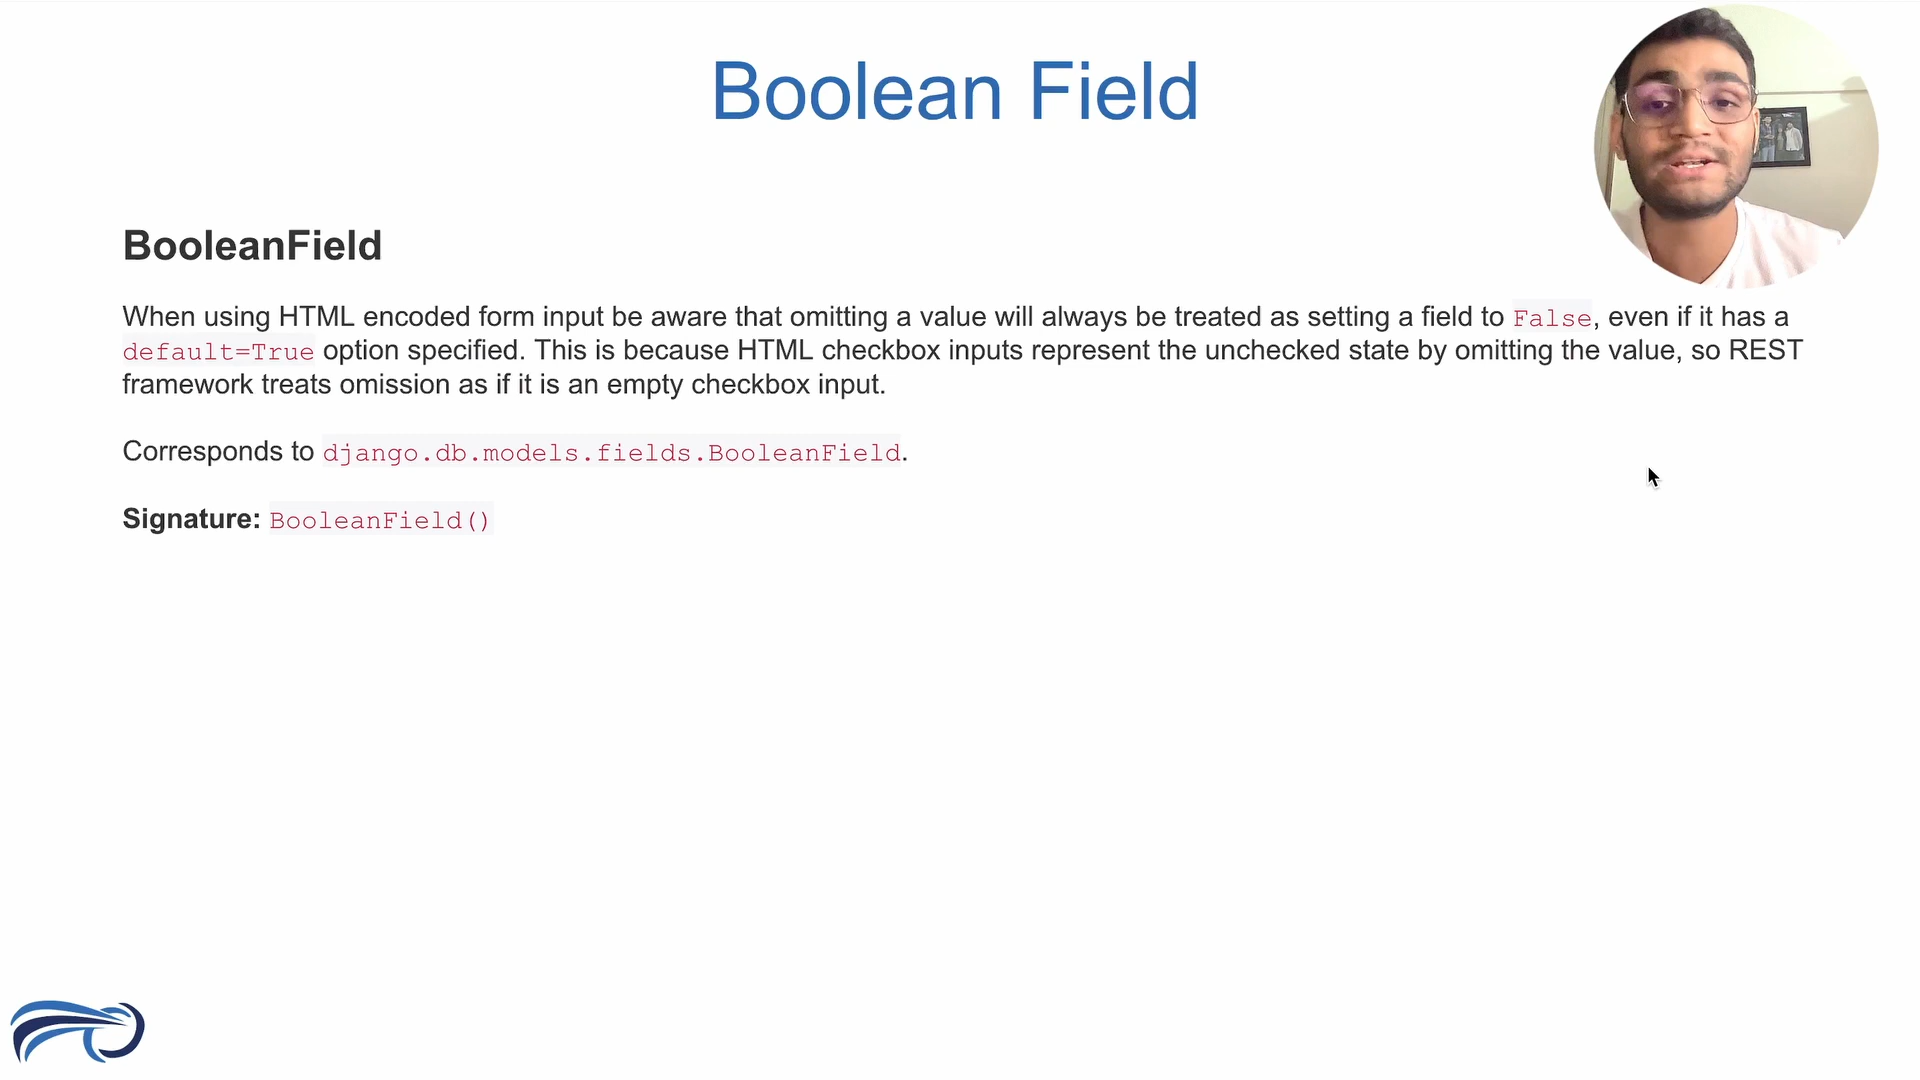 Boolean Field
BooleanField
When using HTML encoded form input be aware that omitting a value will always be treated as setting a field to False, even if it has a
default=True option specified. This is because HTML checkbox inputs represent the unchecked state by omitting the value, so REST
framework treats omission as if it is an empty checkbox input.
Corresponds to django.db.models.fields.BooleanField.
Signature: BooleanField()